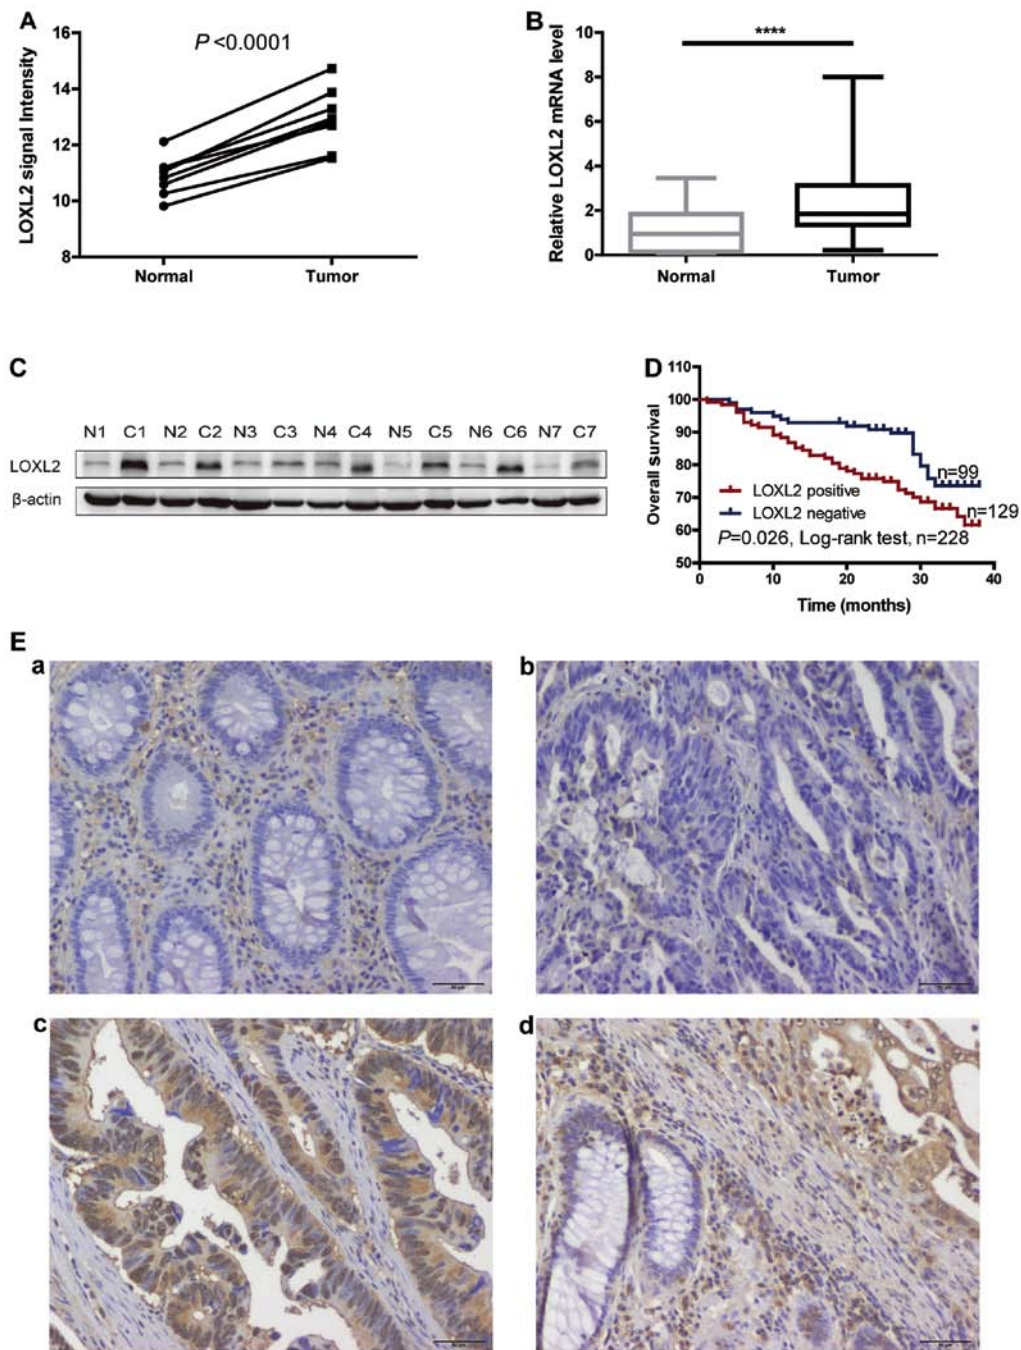 A
16
14
12
10
8
LOXL2 signal Intensity
P <0.0001
Normal Tumor
B
10
8
6
4
2
0
Relative LOXL2 mRNA level
****
Normal Tumor
C
N1 C1 N2 C2 N3 C3 N4 C4 N5 C5 N6 C6 N7 C7
LOXL2
β-actin
D
110
100
90
80
70
60
50
Overall survival
n=99
LOXL2 positive
n=129
LOXL2 negative
P=0.026, Log-rank test, n=228
0 10 20 30 40
Time (months)
E
a
b
c
d